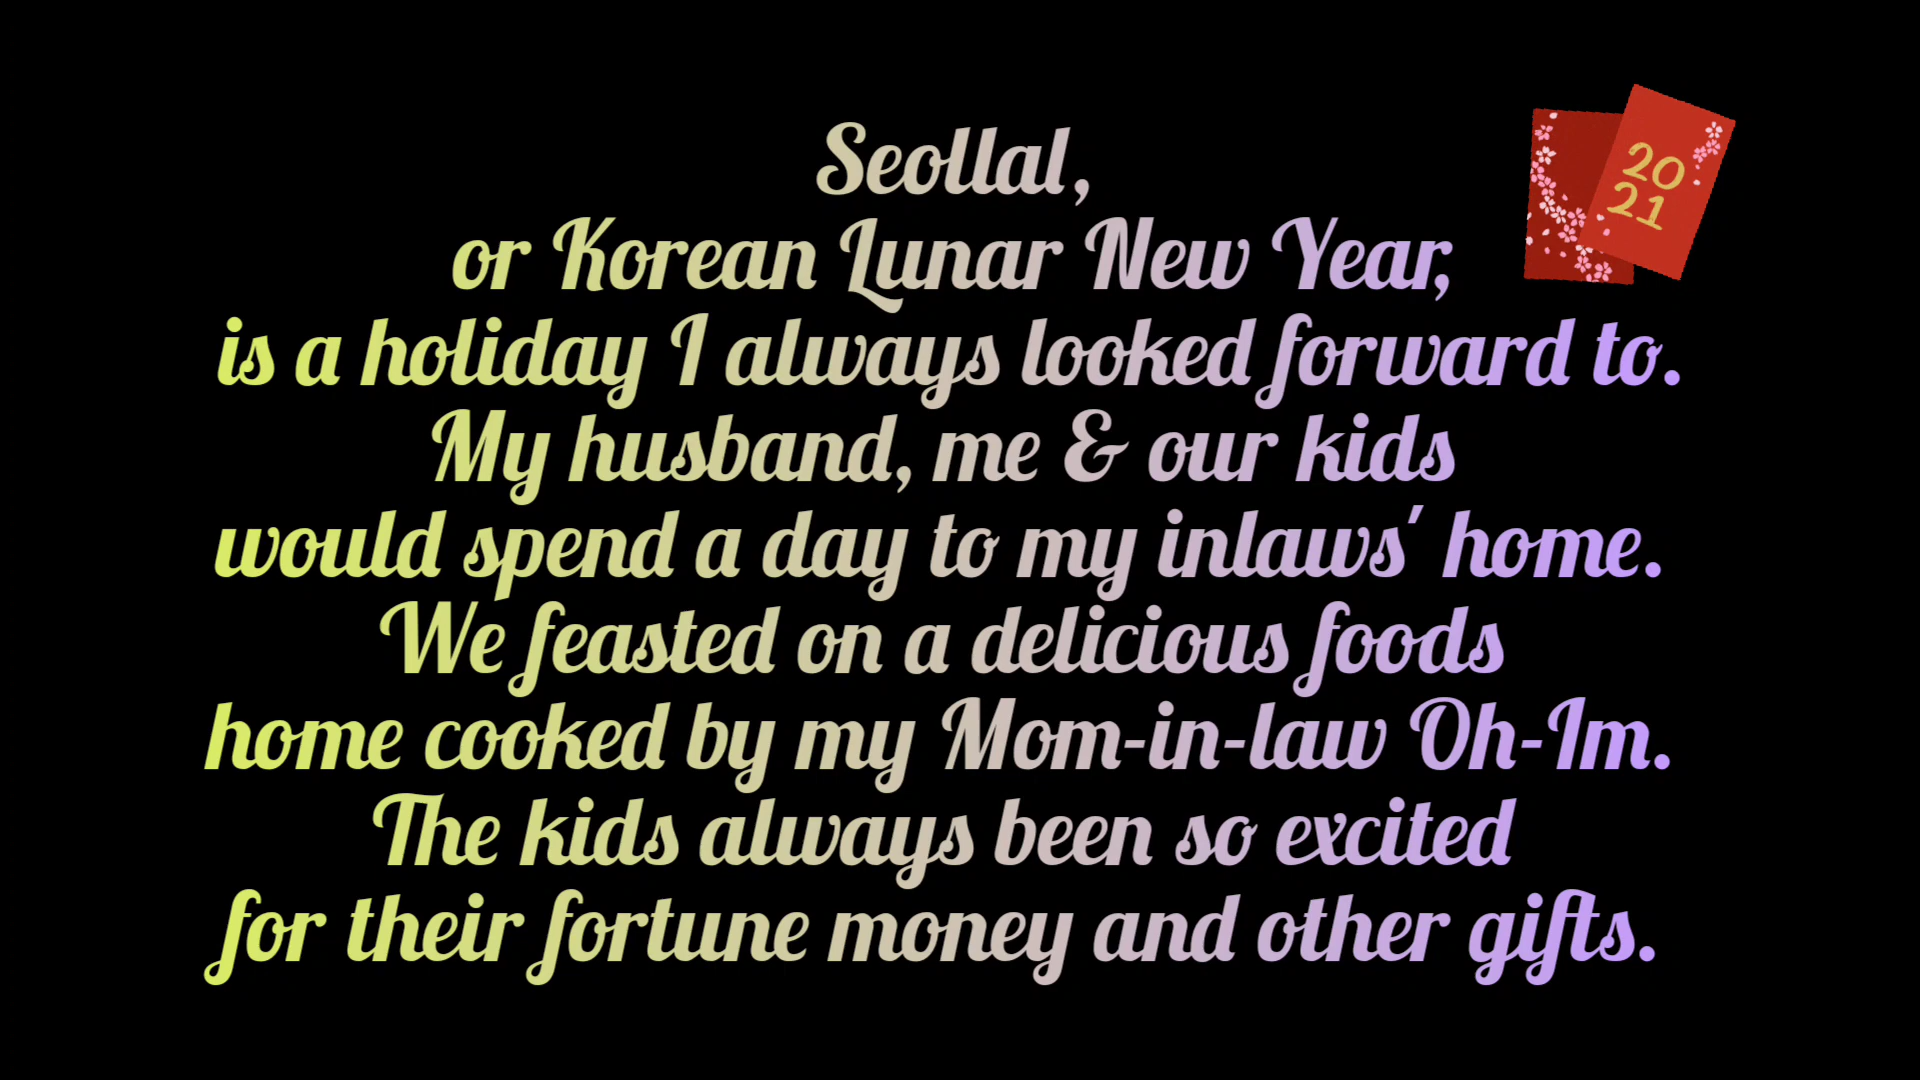 Seollal,
or Korean Lunar New Year,
is a holiday I always looked forward to.
My husband, me & our kids
would spend a day to my inlaws' home.
We feasted on a delicious foods
home cooked by my Mom-in-law Oh-Im.
The kids always been so excited
for their fortune money and other gifts.
20
21